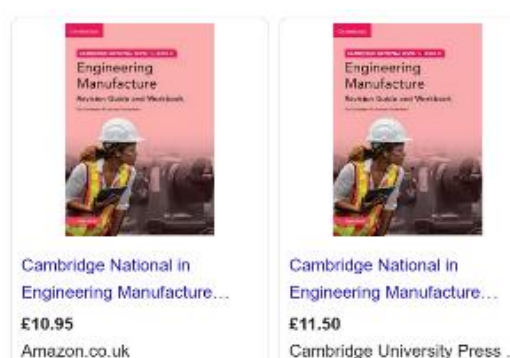 Engineering
Manufacture
Revision Guide and Workbook
Cambridge National in
Engineering Manufacture...
£10.95
Amazon.co.uk
Engineering
Manufacture
Revision Guide and Workbook
Cambridge National in
Engineering Manufacture...
£11.50
Cambridge University Press